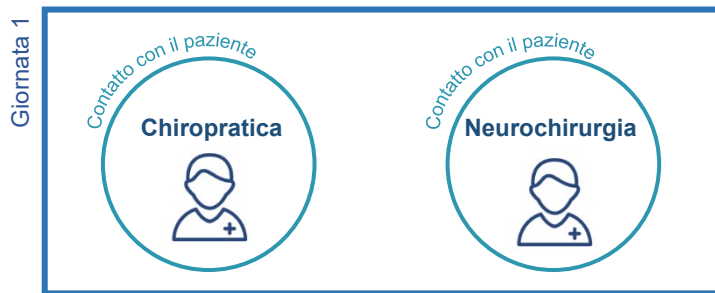 Giornata 1
Contatto con il paziente
Chiropratica
Contatto con il paziente
Neurochirurgia